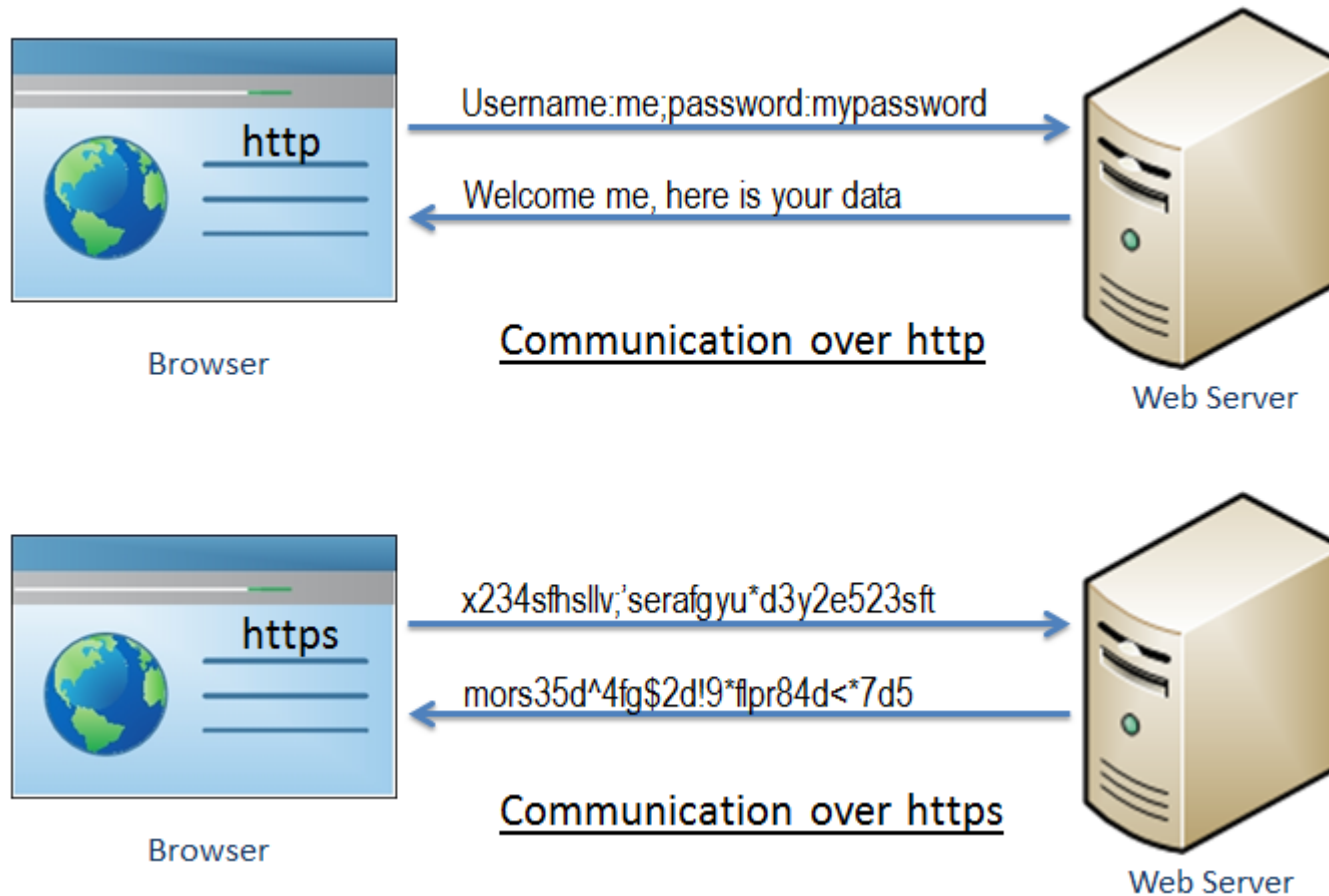 Username:me;password:mypassword
http
Welcome me, here is your data
Communication over http
Browser
Web Server
x234sfhsllv;'serafgyu*d3y2e523sft
https
mors35d^4fg$2d!9*flpr84d<*7d5
Communication over https
Browser
Web Server